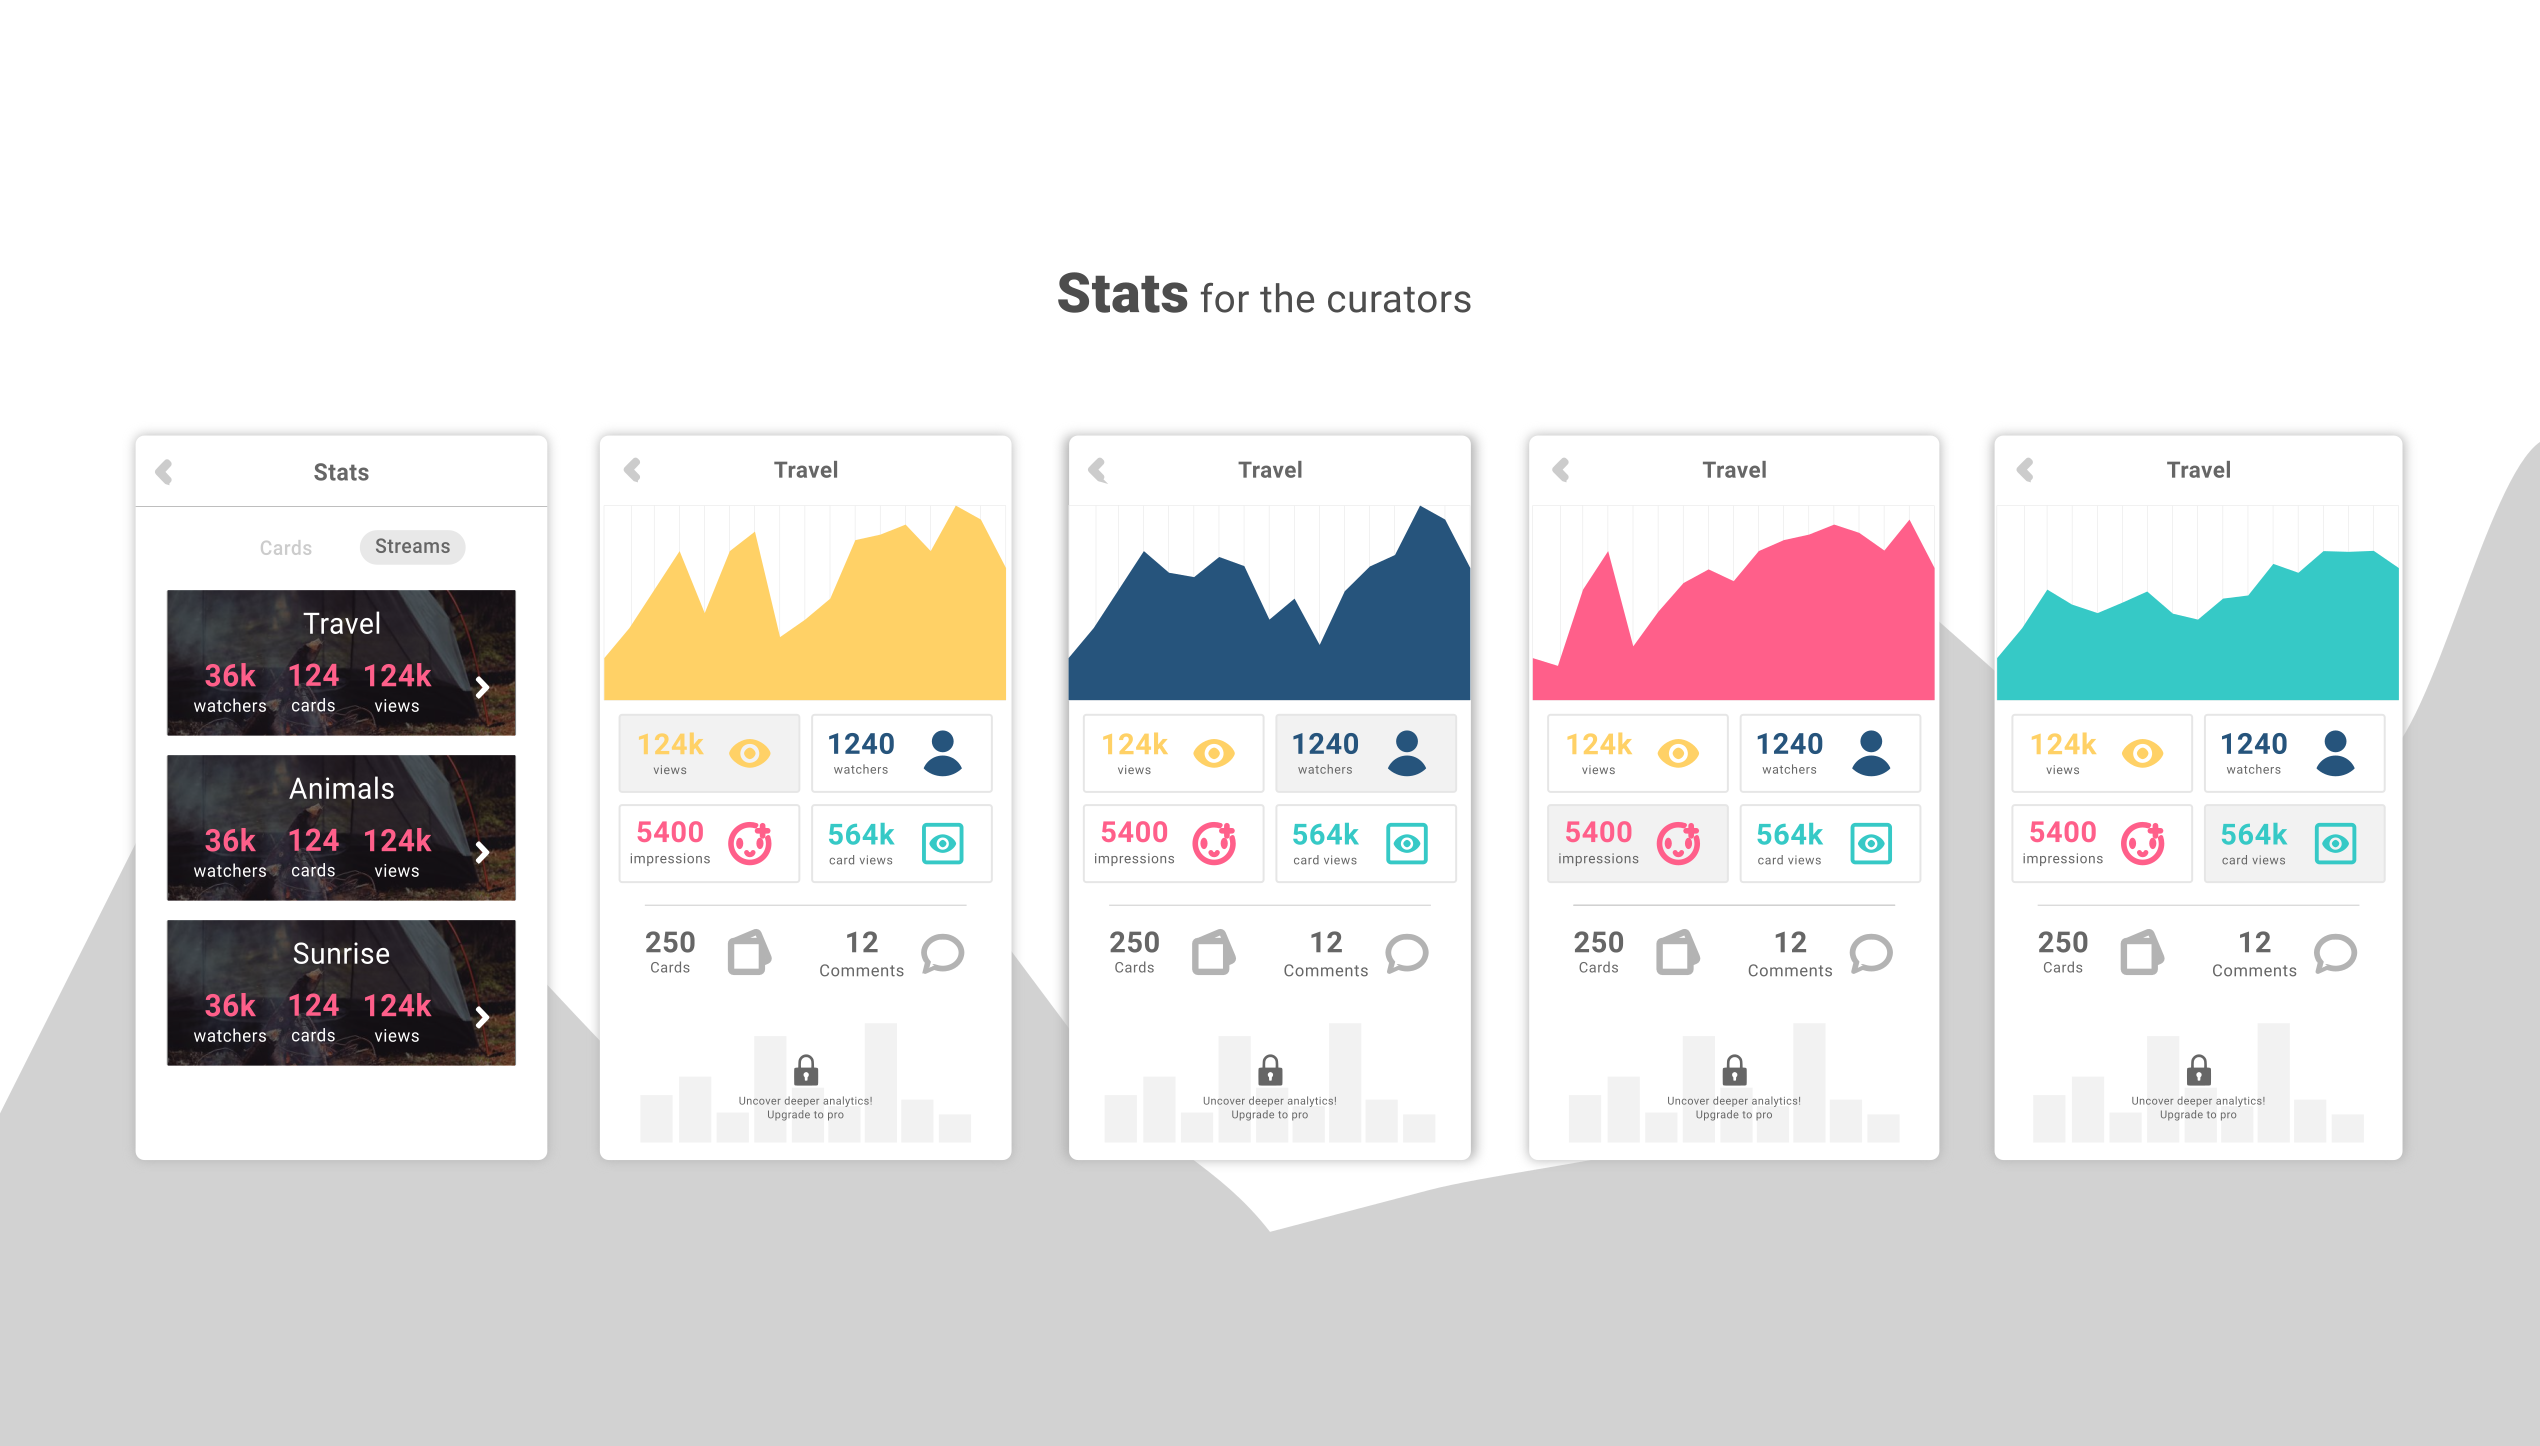 Stats for the curators
Stats
Cards Streams
Travel
36k 124 124k
watchers cards views
Animals
36k 124 124k
watchers cards views
Sunrise
36k 124 124k
watchers cards views
Travel
124k 1240
views watchers
5400 564k
impressions card views
250 12
Cards Comments
Uncover deeper analytics!
Upgrade to pro
Travel
124k 1240
views watchers
5400 564k
impressions card views
250 12
Cards Comments
Uncover deeper analytics!
Upgrade to pro
Travel
124k 1240
views watchers
5400 564k
impressions card views
250 12
Cards Comments
Uncover deeper analytics!
Upgrade to pro
Travel
124k 1240
views watchers
5400 564k
impressions card views
250 12
Cards Comments
Uncover deeper analytics!
Upgrade to pro